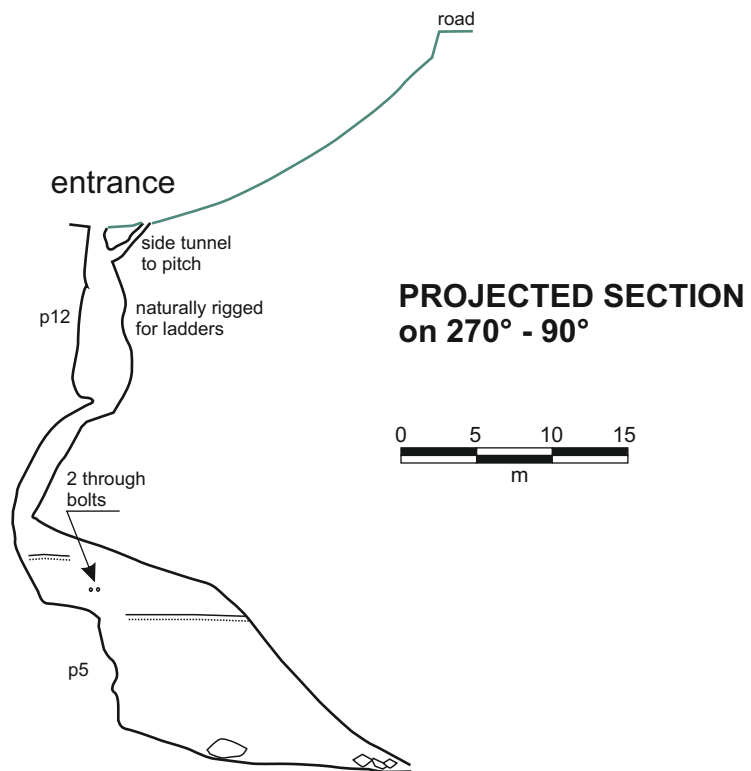 road
entrance
side tunnel
to pitch
p12
naturally rigged
for ladders
PROJECTED SECTION
on 270° - 90°
0 5 10 15
m
2 through
bolts
p5